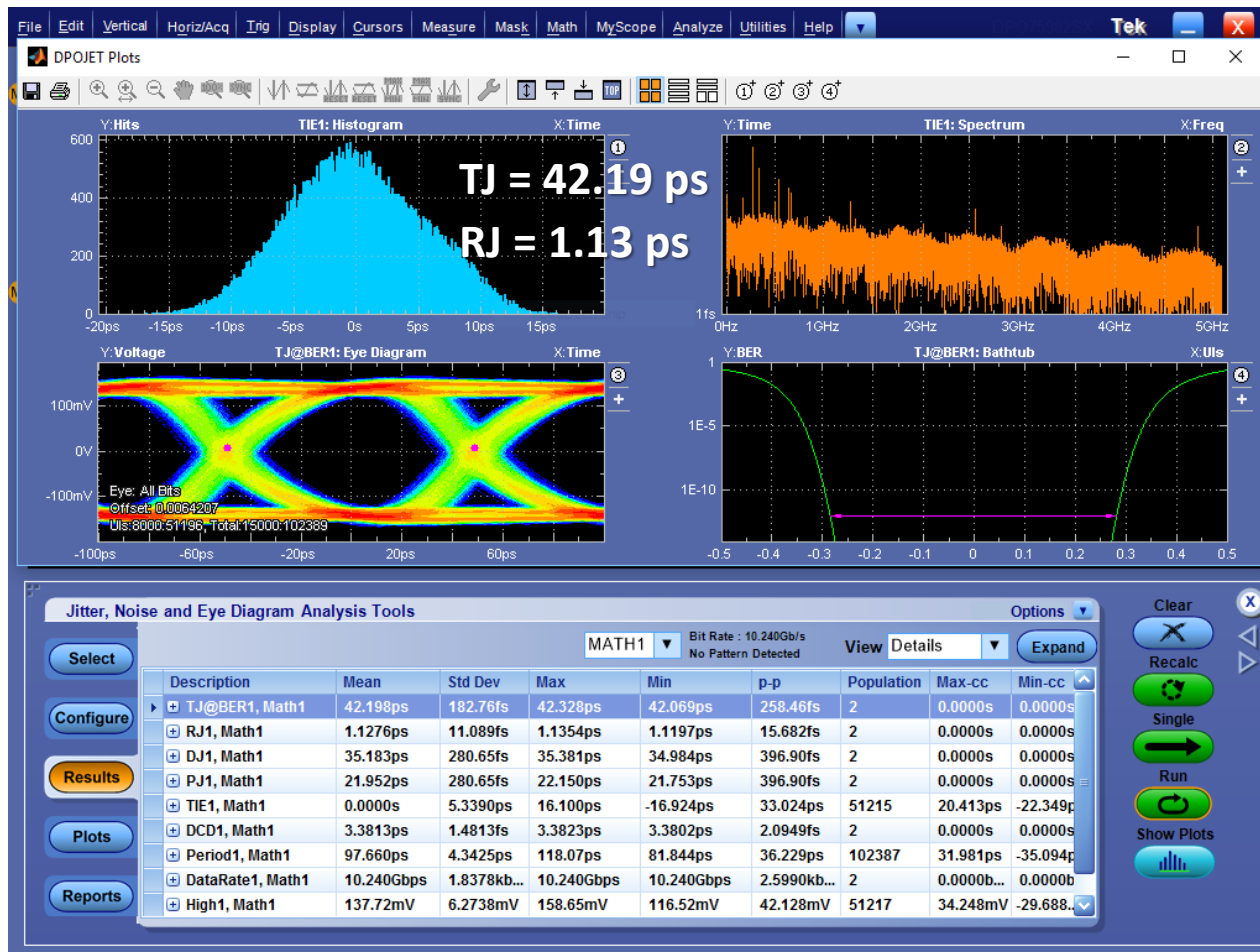 File Edit Vertical Horiz/Acq Trig Display Cursors Measure Mask Math MyScope Analyze Utilities Help Tek X
DPOJET Plots
TOP 1+ 2+ 3+ 4+
Y:Hits TIE1: Histogram X:Time
600
400
200
0
-20ps -15ps -10ps -5ps 0s 5ps 10ps 15ps
1
TJ = 42.19 ps
RJ = 1.13 ps
Y:Time TIE1: Spectrum X:Freq
2
+
11fs
0Hz 1GHz 2GHz 3GHz 4GHz 5GHz
Y:Voltage TJ@BER1: Eye Diagram X:Time
3
+
100mV
0V
-100mV
Eye: All Bits
Offset: 0.0064207
UIs:8000:51196, Total:15000:102389
-100ps -60ps -20ps 20ps 60ps
Y:BER TJ@BER1: Bathtub X:UIs
4
+
1
1E-5
1E-10
-0.5 -0.4 -0.3 -0.2 -0.1 0 0.1 0.2 0.3 0.4 0.5
Jitter, Noise and Eye Diagram Analysis Tools
Options
MATH1
Bit Rate : 10.240Gb/s
No Pattern Detected
View Details
Expand
Select
Configure
Results
Plots
Reports
Description Mean Std Dev Max Min p-p Population Max-cc Min-cc
TJ@BER1, Math1 42.198ps 182.76fs 42.328ps 42.069ps 258.46fs 2 0.0000s 0.0000s
RJ1, Math1 1.1276ps 11.089fs 1.1354ps 1.1197ps 15.682fs 2 0.0000s 0.0000s
DJ1, Math1 35.183ps 280.65fs 35.381ps 34.984ps 396.90fs 2 0.0000s 0.0000s
PJ1, Math1 21.952ps 280.65fs 22.150ps 21.753ps 396.90fs 2 0.0000s 0.0000s
TIE1, Math1 0.0000s 5.3390ps 16.100ps -16.924ps 33.024ps 51215 20.413ps -22.349p
DCD1, Math1 3.3813ps 1.4813fs 3.3823ps 3.3802ps 2.0949fs 2 0.0000s 0.0000s
Period1, Math1 97.660ps 4.3425ps 118.07ps 81.844ps 36.229ps 102387 31.981ps -35.094p
DataRate1, Math1 10.240Gbps 1.8378kb... 10.240Gbps 10.240Gbps 2.5990kb... 2 0.0000b... 0.0000b
High1, Math1 137.72mV 6.2738mV 158.65mV 116.52mV 42.128mV 51217 34.248mV -29.688..
Clear
Recalc
Single
Run
Show Plots
X